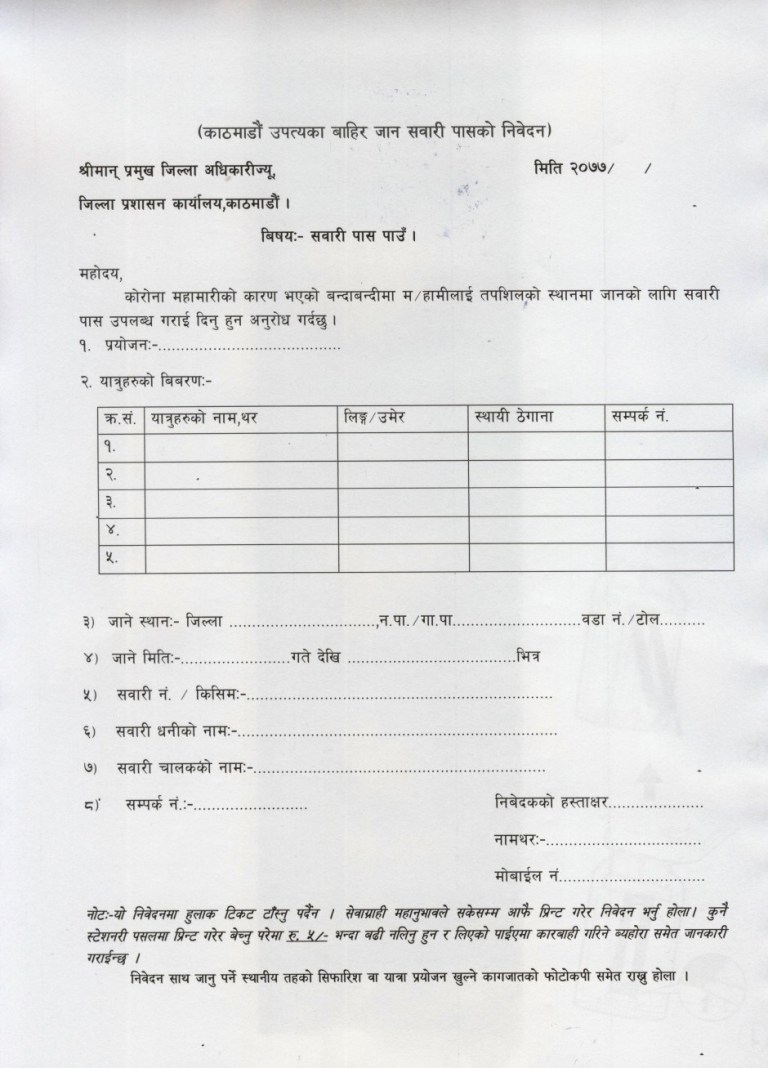 (काठमाडौं उपत्यका बाहिर जान सवारी पासको निवेदन)
श्रीमान् प्रमुख जिल्ला अधिकारीज्यू, मिति २०७७/ /
जिल्ला प्रशासन कार्यालय,काठमाडौं ।
बिषयः- सवारी पास पाउँ ।
महोदय,
कोरोना महामारीको कारण भएको बन्दाबन्दीमा म/हामीलाई तपशिलको स्थानमा जानको लागि सवारी
पास उपलब्ध गराई दिनु हुन अनुरोध गर्दछु ।
१. प्रयोजनः-.......................................
२. यात्रुहरुको बिबरणः-
क्र.सं. यात्रुहरुको नाम,थर लिङ्ग/उमेर स्थायी ठेगाना सम्पर्क नं.
१.
२.
३.
४.
५.
३) जाने स्थानः- जिल्ला ...............................,न.पा./गा.पा...........................वडा नं./टोल..........
४) जाने मितिः-.......................गते देखि ...................................भित्र
५) सवारी नं. / किसिमः-.................................................................
६) सवारी धनीको नामः-....................................................................
७) सवारी चालकको नामः-..............................................................
८) सम्पर्क नं.:-........................ निबेदकको हस्ताक्षर....................
नामथरः-.................................
मोबाईल नं...............................
नोटः-यो निवेदनमा हुलाक टिकट टाँस्नु पर्दैन । सेवाग्राही महानुभावले सकेसम्म आफै प्रिन्ट गरेर निवेदन भर्नु होला। कुनै
स्टेशनरी पसलमा प्रिन्ट गरेर बेच्नु परेमा रु. ५/- भन्दा बढी नलिनु हुन र लिएको पाईएमा कारबाही गरिने ब्यहोरा समेत जानकारी
गराईन्छ ।
निवेदन साथ जानु पर्ने स्थानीय तहको सिफारिश वा यात्रा प्रयोजन खुल्ने कागजातको फोटोकपी समेत राख्नु होला ।